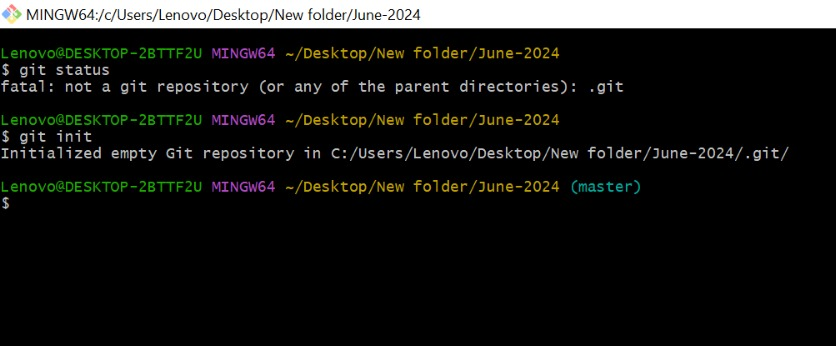 MINGW64:/c/Users/Lenovo/Desktop/New folder/June-2024
Lenovo@DESKTOP-2BTTF2U MINGW64 ~/Desktop/New folder/June-2024
$ git status
fatal: not a git repository (or any of the parent directories): .git
Lenovo@DESKTOP-2BTTF2U MINGW64 ~/Desktop/New folder/June-2024
$ git init
Initialized empty Git repository in C:/Users/Lenovo/Desktop/New folder/June-2024/.git/
Lenovo@DESKTOP-2BTTF2U MINGW64 ~/Desktop/New folder/June-2024 (master)
$